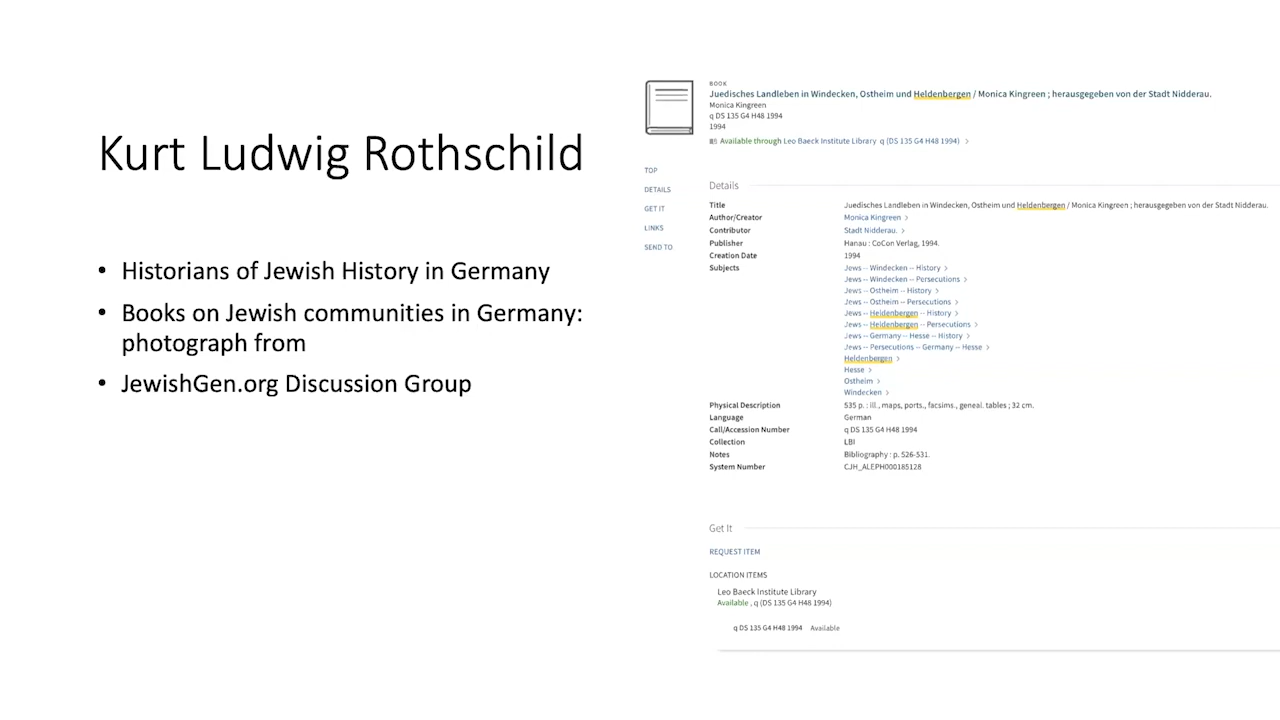 Kurt Ludwig Rothschild
• Historians of Jewish History in Germany
• Books on Jewish communities in Germany:
photograph from
• JewishGen.org Discussion Group
BOOK
Juedisches Landleben in Windecken, Ostheim und Heldenbergen / Monica Kingreen ; herausgegeben von der Stadt Nidderau.
Monica Kingreen
q DS 135 G4 H48 1994
1994
Available through Leo Baeck Institute Library q (DS 135 G4 H48 1994) >
TOP
DETAILS
GET IT
LINKS
SEND TO
Details
Title Juedisches Landleben in Windecken, Ostheim und Heldenbergen / Monica Kingreen ; herausgegeben von der Stadt Nidderau.
Author/Creator Monica Kingreen >
Contributor Stadt Nidderau. >
Publisher Hanau : CoCon Verlag, 1994.
Creation Date 1994
Subjects Jews -- Windecken -- History >
Jews -- Windecken -- Persecutions >
Jews -- Ostheim -- History >
Jews -- Ostheim -- Persecutions >
Jews -- Heldenbergen -- History >
Jews -- Heldenbergen -- Persecutions >
Jews -- Germany -- Hesse -- History >
Jews -- Persecutions -- Germany -- Hesse >
Heldenbergen >
Hesse >
Ostheim >
Windecken >
Physical Description 535 p. : ill., maps, ports., facsims., geneal. tables ; 32 cm.
Language German
Call/Accession Number q DS 135 G4 H48 1994
Collection LBI
Notes Bibliography : p. 526-531.
System Number CJH_ALEPH000185128
Get It
REQUEST ITEM
LOCATION ITEMS
Leo Baeck Institute Library
Available , q (DS 135 G4 H48 1994)
q DS 135 G4 H48 1994 Available